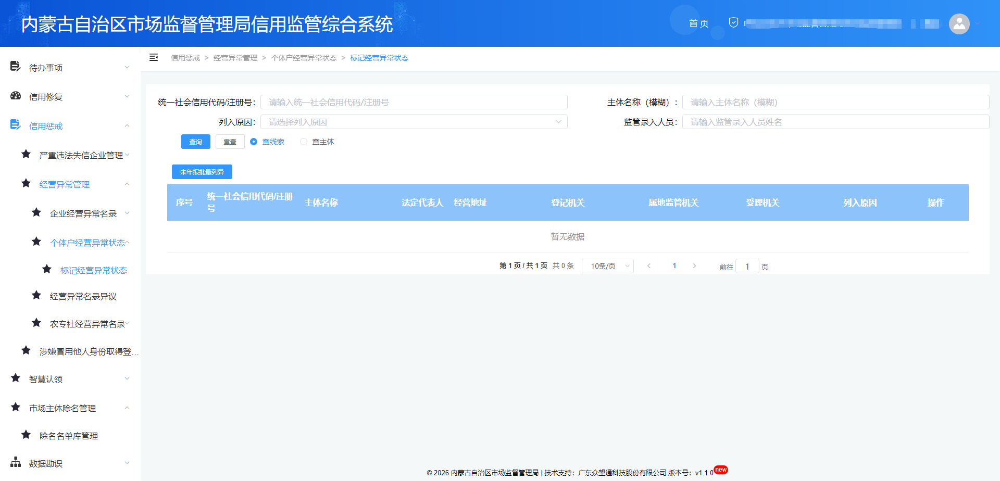 内蒙古自治区市场监督管理局信用监管综合系统
首页
待办事项
信用修复
信用惩戒
严重违法失信企业管理
经营异常管理
企业经营异常名录
个体户经营异常状态
标记经营异常状态
经营异常名录异议
农专社经营异常名录
涉嫌冒用他人身份取得登...
智慧认领
市场主体除名管理
除名名单库管理
数据勘误
信用惩戒 > 经营异常管理 > 个体户经营异常状态 > 标记经营异常状态
统一社会信用代码/注册号： 请输入统一社会信用代码/注册号 主体名称（模糊）： 请输入主体名称（模糊）
列入原因： 请选择列入原因 监管录入人员： 请输入监管录入人员姓名
查询 重置 查线索 查主体
未年报批量列异
序号 统一社会信用代码/注册号 主体名称 法定代表人 经营地址 登记机关 属地监管机关 受理机关 列入原因 操作
暂无数据
第 1 页 / 共 1 页 共 0 条 10条/页 1 前往 1 页
© 2026 内蒙古自治区市场监督管理局 | 技术支持：广东众望通科技股份有限公司 版本号：v1.1.0 new